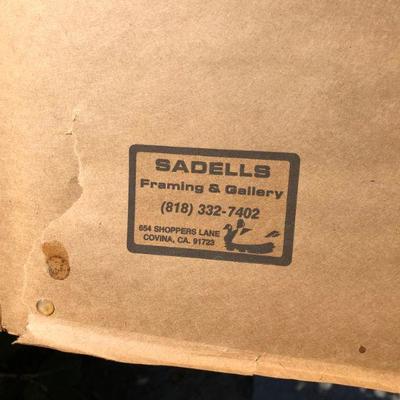 SADELLS
Framing & Gallery
(818) 332-7402
654 SHOPPERS LANE
COVINA, CA. 91723